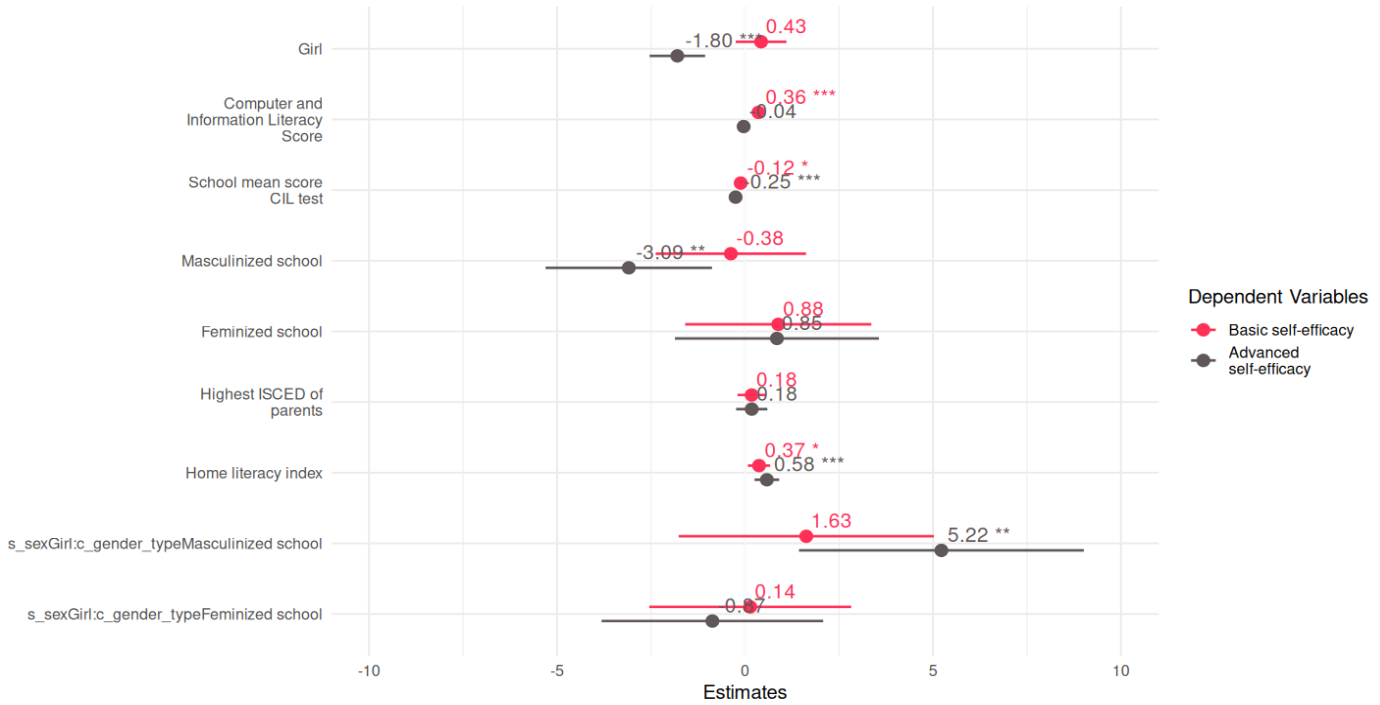 0.43
-1.80 ***
Girl
0.36 ***
-0.04
Computer and
Information Literacy
Score
-0.12 *
-0.25 ***
School mean score
CIL test
-0.38
-3.09 **
Masculinized school
0.88
0.85
Feminized school
0.18
0.18
Highest ISCED of
parents
0.37 *
0.58 ***
Home literacy index
1.63
5.22 **
s_sexGirl:c_gender_typeMasculinized school
0.14
-0.87
s_sexGirl:c_gender_typeFeminized school
-10
-5
0
5
10
Estimates
Dependent Variables
Basic self-efficacy
Advanced
self-efficacy